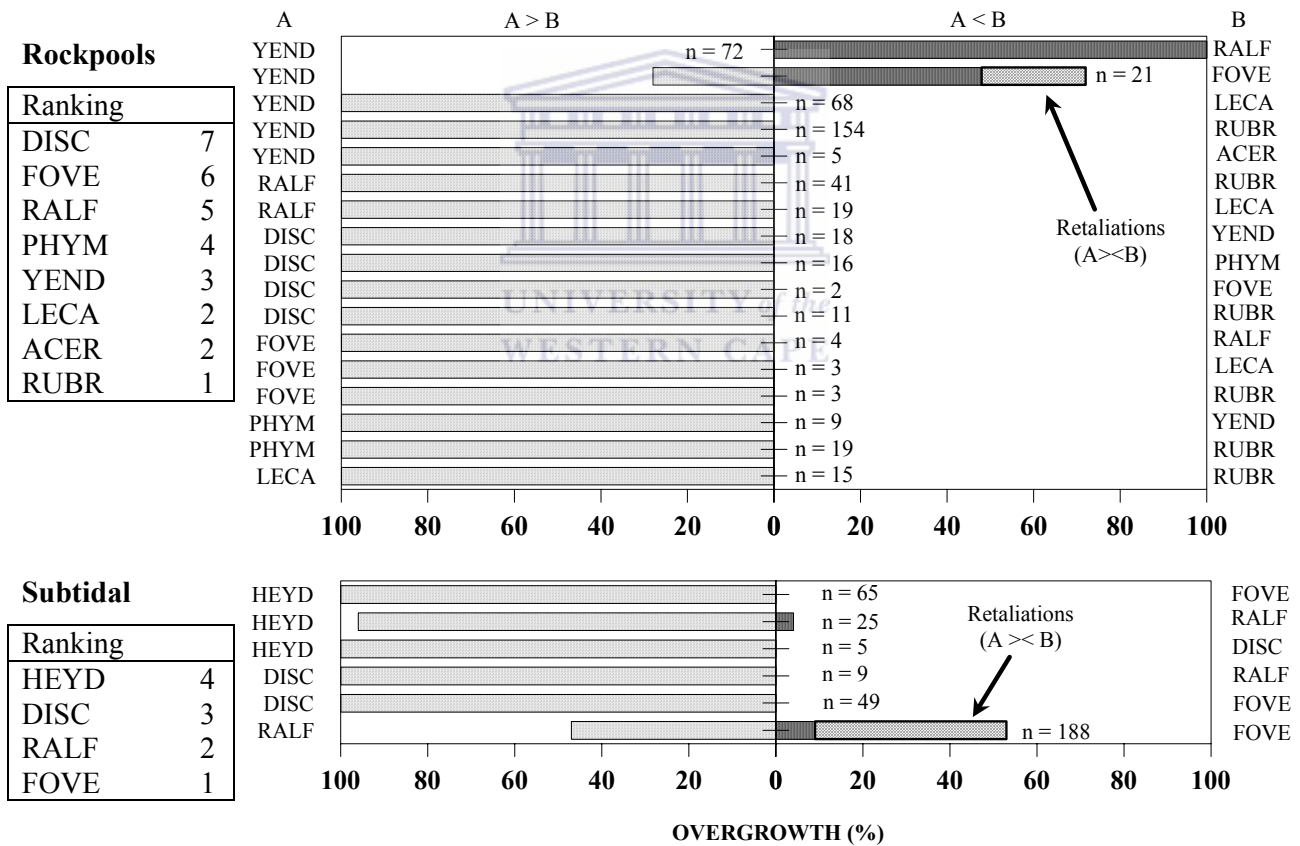 A A > B A < B B
Rockpools
Ranking
DISC 7
FOVE 6
RALF 5
PHYM 4
YEND 3
LECA 2
ACER 2
RUBR 1
YEND n = 72 RALF
YEND n = 21 FOVE
YEND n = 68 LECA
YEND n = 154 RUBR
YEND n = 5 ACER
RALF n = 41 RUBR
RALF n = 19 LECA
DISC n = 18 YEND
DISC n = 16 PHYM
DISC n = 2 FOVE
DISC n = 11 RUBR
FOVE n = 4 RALF
FOVE n = 3 LECA
FOVE n = 3 RUBR
PHYM n = 9 YEND
PHYM n = 19 RUBR
LECA n = 15 RUBR
Retaliations
(A><B)
UNIVERSITY of the
WESTERN CAPE
100 80 60 40 20 0 20 40 60 80 100
Subtidal
Ranking
HEYD 4
DISC 3
RALF 2
FOVE 1
HEYD n = 65 FOVE
HEYD n = 25 RALF
HEYD n = 5 DISC
DISC n = 9 RALF
DISC n = 49 FOVE
RALF n = 188 FOVE
Retaliations
(A >< B)
100 80 60 40 20 0 20 40 60 80 100
OVERGROWTH (%)